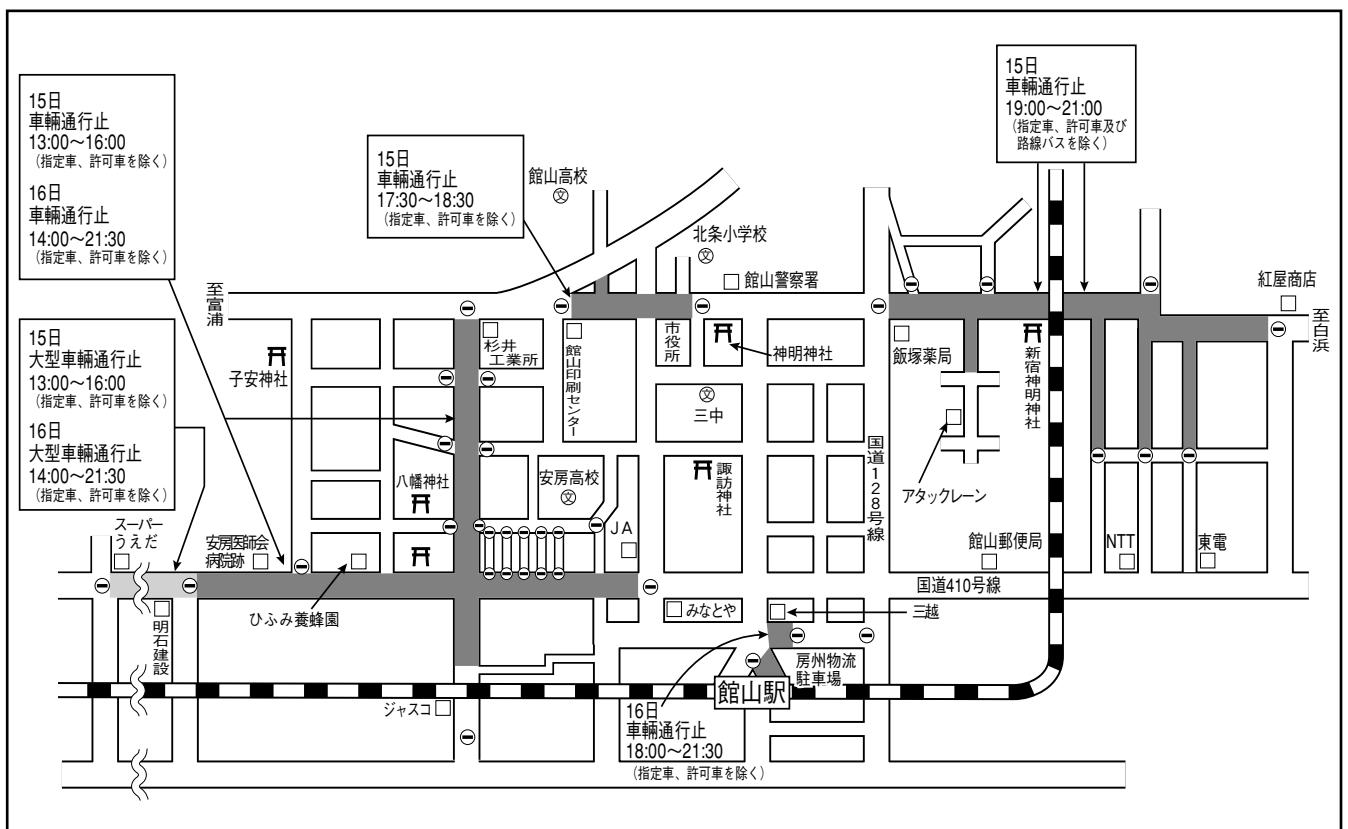 15日
車輛通行止
13:00～16:00
（指定車、許可車を除く）
16日
車輛通行止
14:00～21:30
（指定車、許可車を除く）
15日
大型車輛通行止
13:00～16:00
（指定車、許可車を除く）
16日
大型車輛通行止
14:00～21:30
（指定車、許可車を除く）
15日
車輛通行止
17:30～18:30
（指定車、許可車を除く）
15日
車輛通行止
19:00～21:00
（指定車、許可車及び
路線バスを除く）
館山高校
文
北条小学校
文
館山警察署
紅屋商店
至富浦
至白浜
子安神社
杉井
工業所
館山印刷センター
市役所
神明神社
飯塚薬局
新宿神明神社
文
三中
国道128号線
アタックレーン
八幡神社
安房高校
文
諏訪神社
JA
スーパー
うえだ
安房医師会
病院跡
館山郵便局
NTT
東電
国道410号線
ひふみ養蜂園
明石建設
みなとや
三越
房州物流
駐車場
館山駅
ジャスコ
16日
車輛通行止
18:00～21:30
（指定車、許可車を除く）